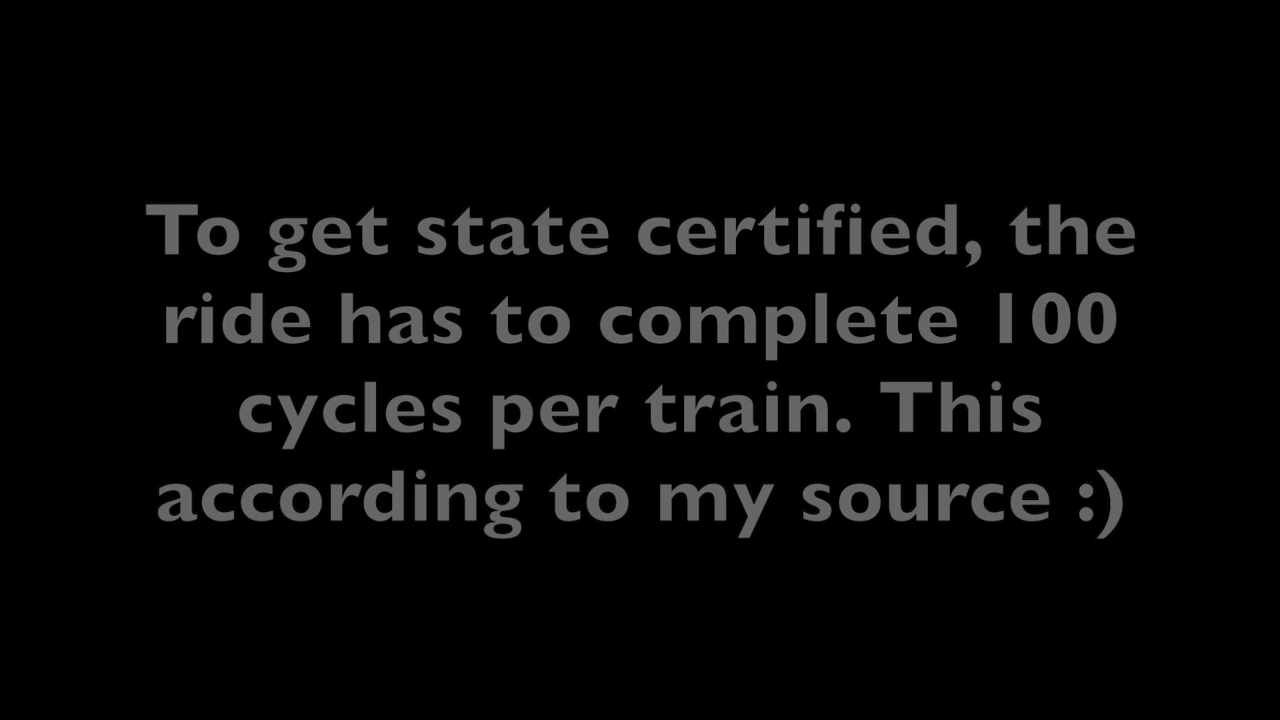 To get state certified, the
ride has to complete 100
cycles per train. This
according to my source :)